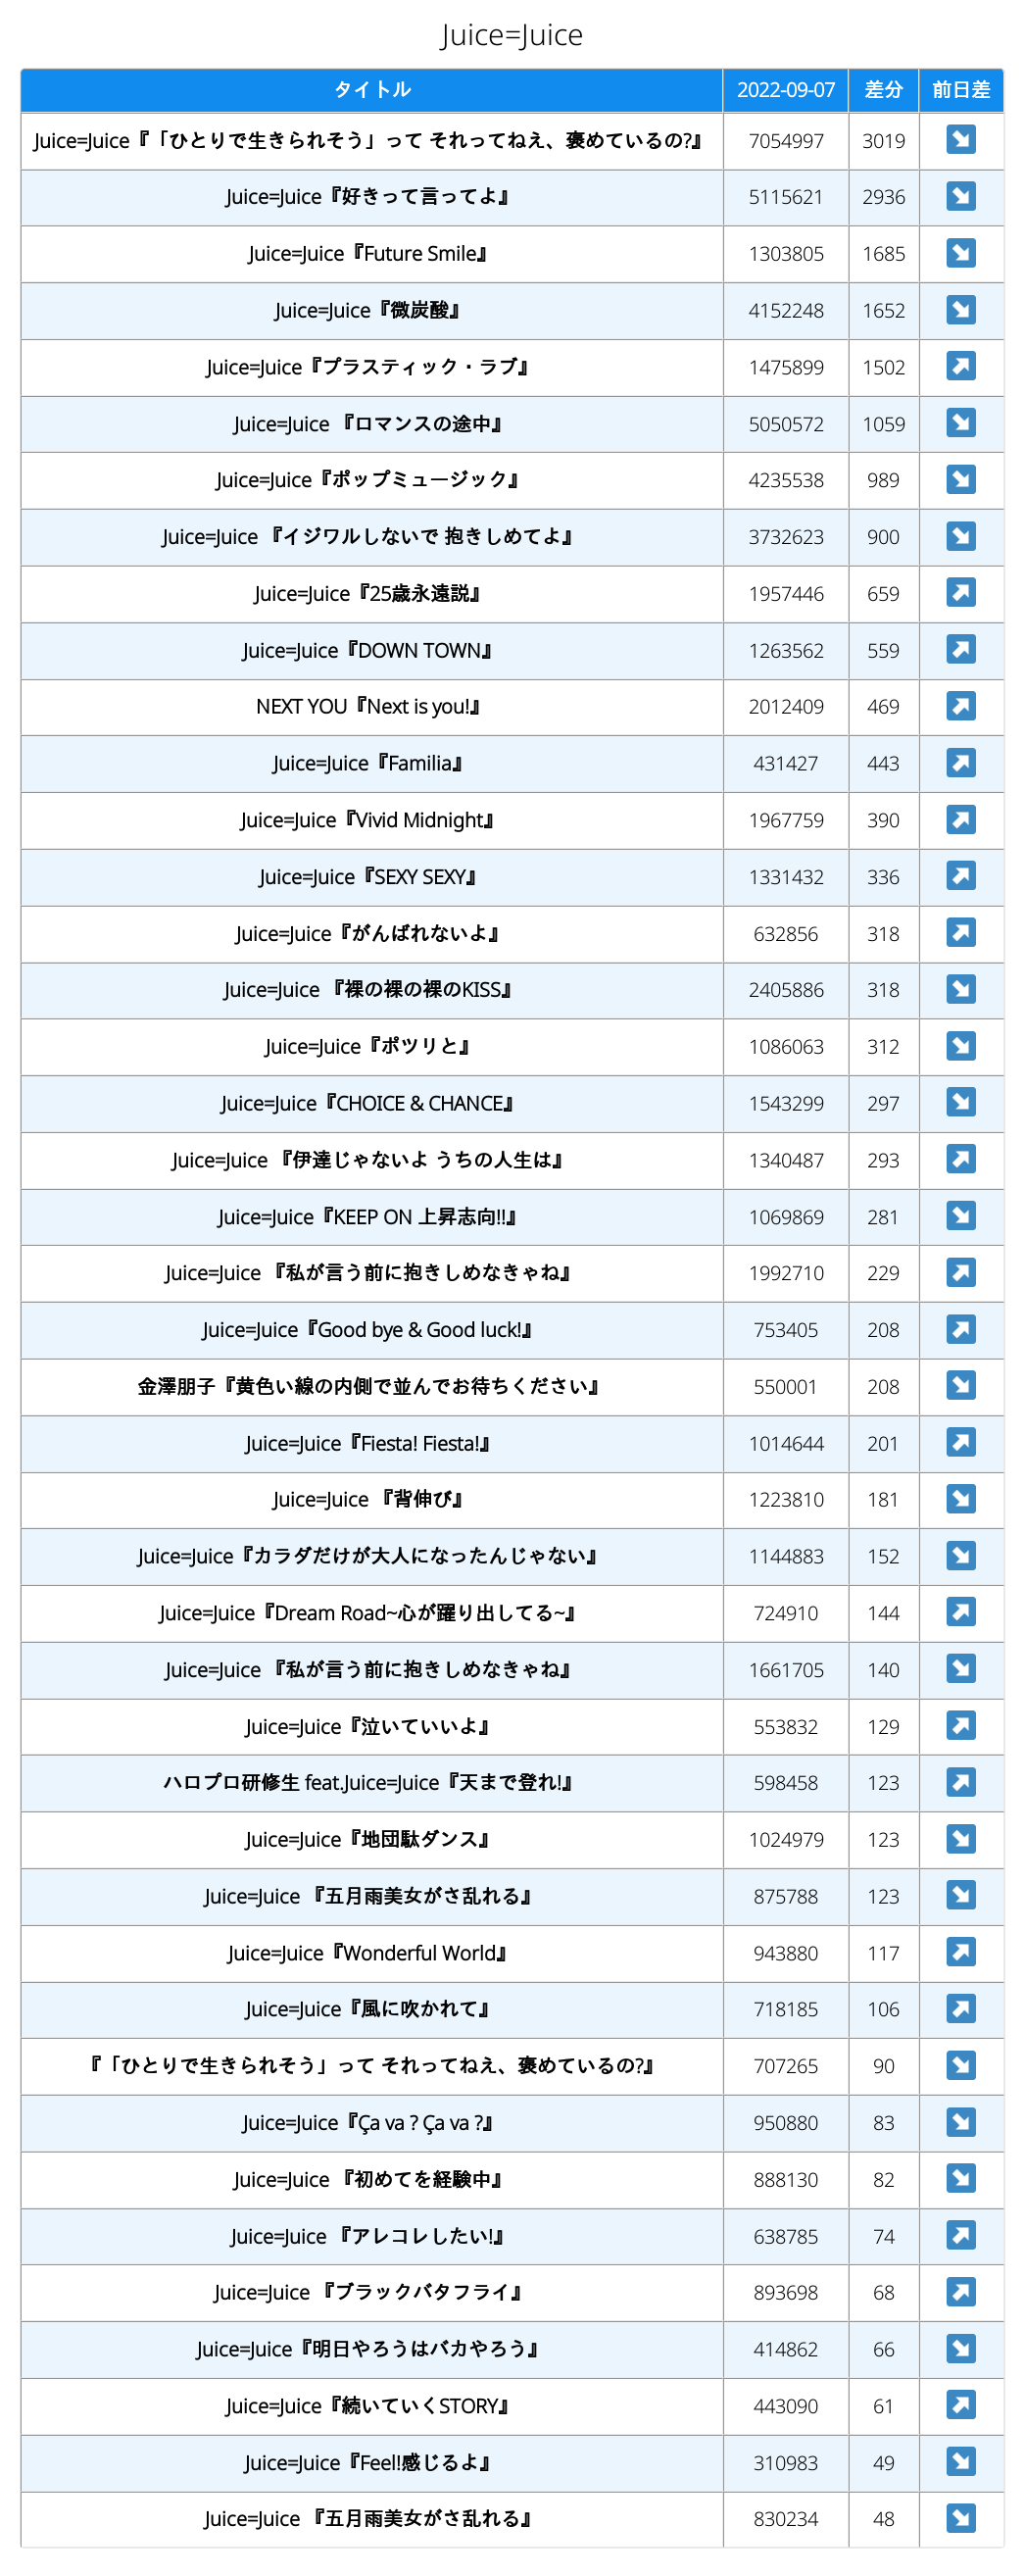 Juice=Juice
タイトル 2022-09-07 差分 前日差
Juice=Juice『「ひとりで生きられそう」って それってねえ、褒めているの?』 7054997 3019
Juice=Juice『好きって言ってよ』 5115621 2936
Juice=Juice『Future Smile』 1303805 1685
Juice=Juice『微炭酸』 4152248 1652
Juice=Juice『プラスティック・ラブ』 1475899 1502
Juice=Juice 『ロマンスの途中』 5050572 1059
Juice=Juice『ポップミュージック』 4235538 989
Juice=Juice 『イジワルしないで 抱きしめてよ』 3732623 900
Juice=Juice『25歳永遠説』 1957446 659
Juice=Juice『DOWN TOWN』 1263562 559
NEXT YOU『Next is you!』 2012409 469
Juice=Juice『Familia』 431427 443
Juice=Juice『Vivid Midnight』 1967759 390
Juice=Juice『SEXY SEXY』 1331432 336
Juice=Juice『がんばれないよ』 632856 318
Juice=Juice 『裸の裸の裸のKISS』 2405886 318
Juice=Juice『ポツリと』 1086063 312
Juice=Juice『CHOICE & CHANCE』 1543299 297
Juice=Juice 『伊達じゃないよ うちの人生は』 1340487 293
Juice=Juice『KEEP ON 上昇志向!!』 1069869 281
Juice=Juice 『私が言う前に抱きしめなきゃね』 1992710 229
Juice=Juice『Good bye & Good luck!』 753405 208
金澤朋子『黄色い線の内側で並んでお待ちください』 550001 208
Juice=Juice『Fiesta! Fiesta!』 1014644 201
Juice=Juice 『背伸び』 1223810 181
Juice=Juice『カラダだけが大人になったんじゃない』 1144883 152
Juice=Juice『Dream Road~心が躍り出してる~』 724910 144
Juice=Juice 『私が言う前に抱きしめなきゃね』 1661705 140
Juice=Juice『泣いていいよ』 553832 129
ハロプロ研修生 feat.Juice=Juice『天まで登れ!』 598458 123
Juice=Juice『地団駄ダンス』 1024979 123
Juice=Juice 『五月雨美女がさ乱れる』 875788 123
Juice=Juice『Wonderful World』 943880 117
Juice=Juice『風に吹かれて』 718185 106
『「ひとりで生きられそう」って それってねえ、褒めているの?』 707265 90
Juice=Juice『Ça va ? Ça va ?』 950880 83
Juice=Juice 『初めてを経験中』 888130 82
Juice=Juice 『アレコレしたい!』 638785 74
Juice=Juice 『ブラックバタフライ』 893698 68
Juice=Juice『明日やろうはバカやろう』 414862 66
Juice=Juice『続いていくSTORY』 443090 61
Juice=Juice『Feel!感じるよ』 310983 49
Juice=Juice 『五月雨美女がさ乱れる』 830234 48